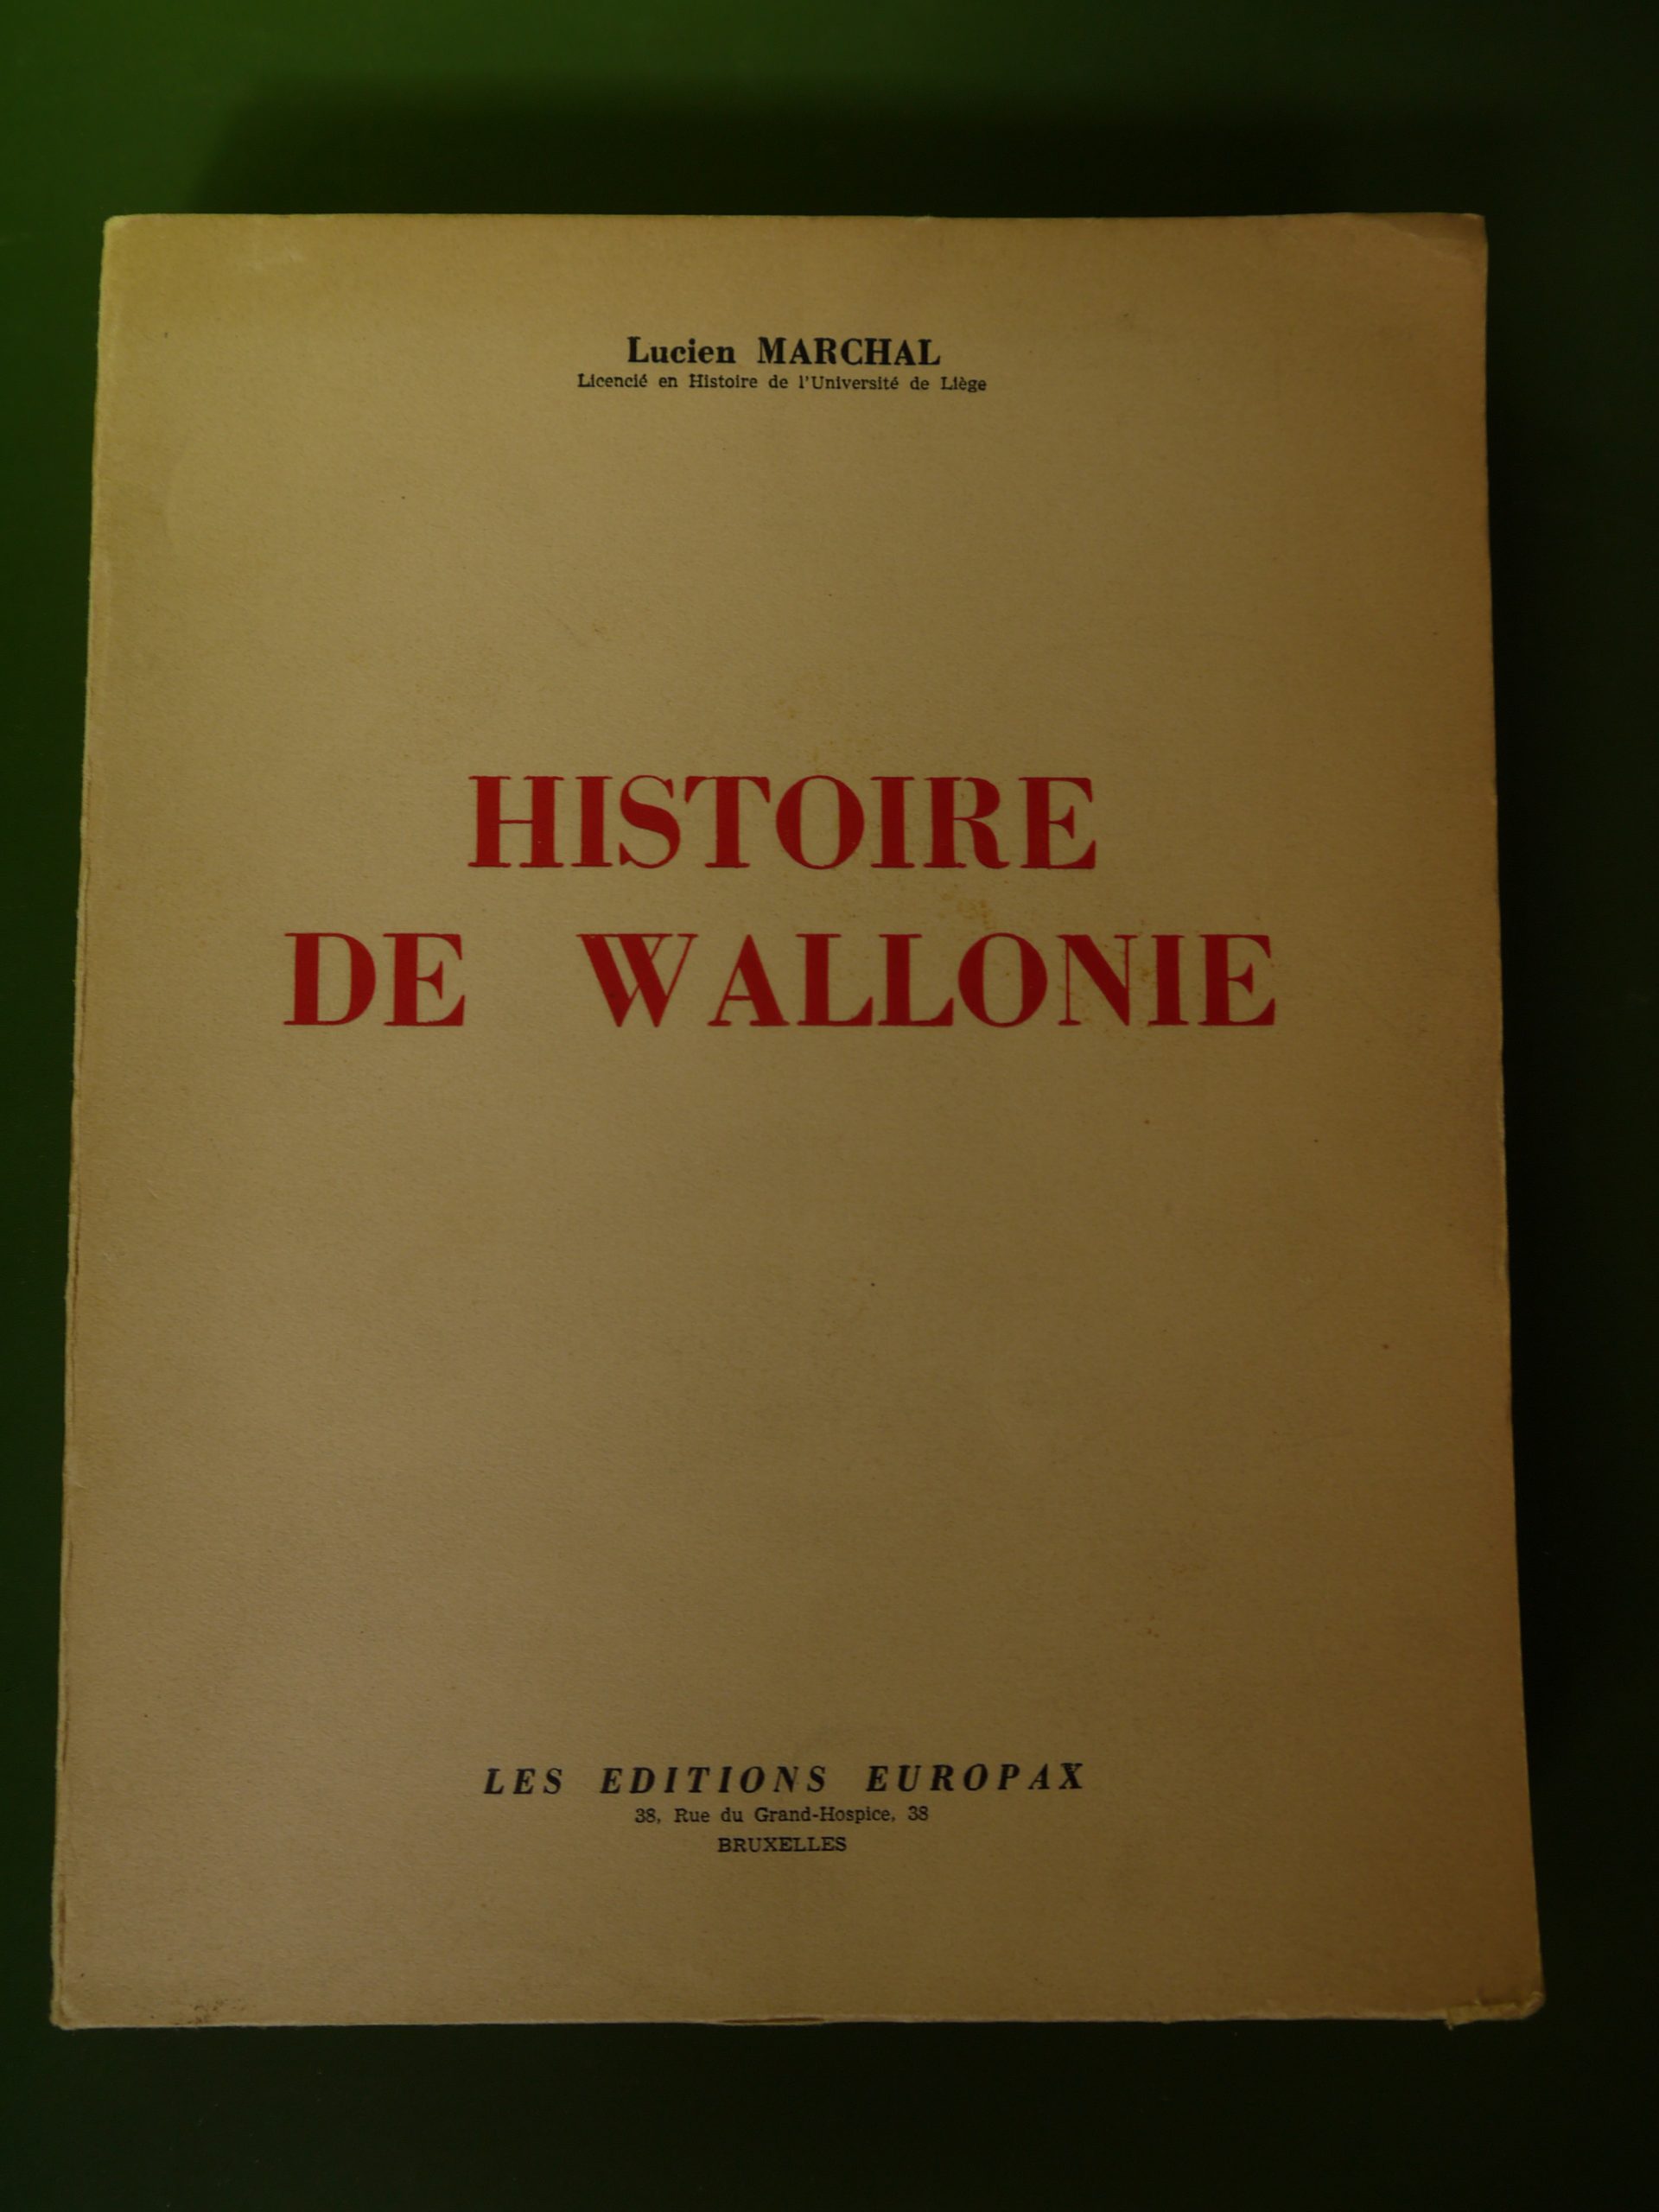 Lucien MARCHAL
Licencié en Histoire de l'Université de Liège
HISTOIRE
DE WALLONIE
LES EDITIONS EUROPAX
38, Rue du Grand-Hospice, 38
BRUXELLES